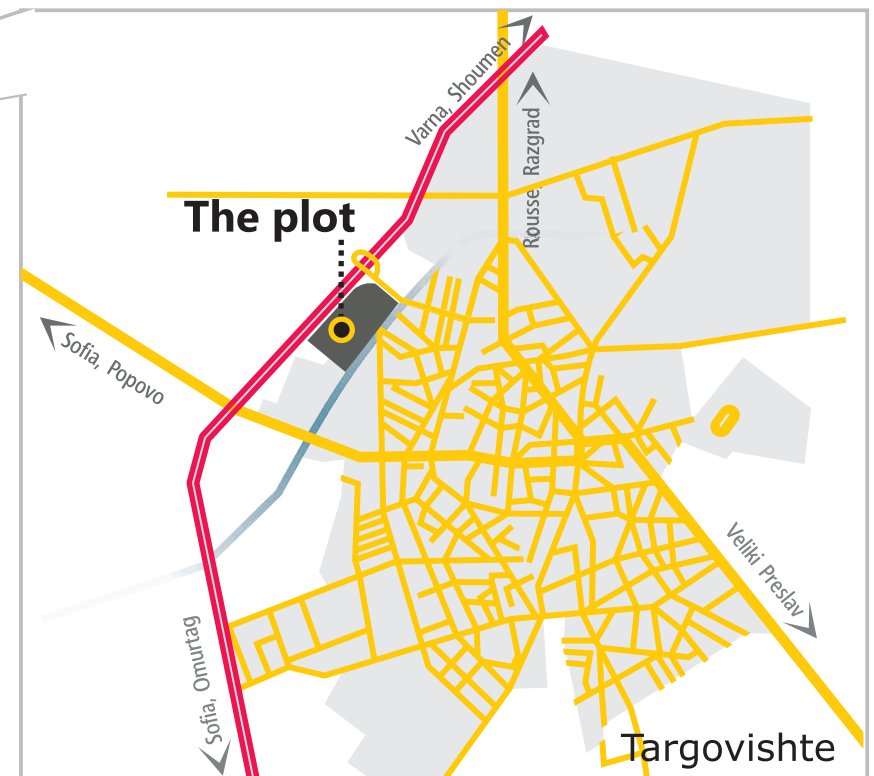 Varna, Shoumen
Rousse, Razgrad
The plot
Sofia, Popovo
Veliki Preslav
Sofia, Omurtag
Targovishte